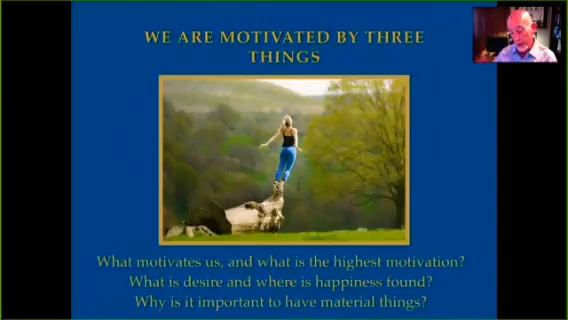 WE ARE MOTIVATED BY THREE
THINGS
What motivates us, and what is the highest motivation?
What is desire and where is happiness found?
Why is it important to have material things?